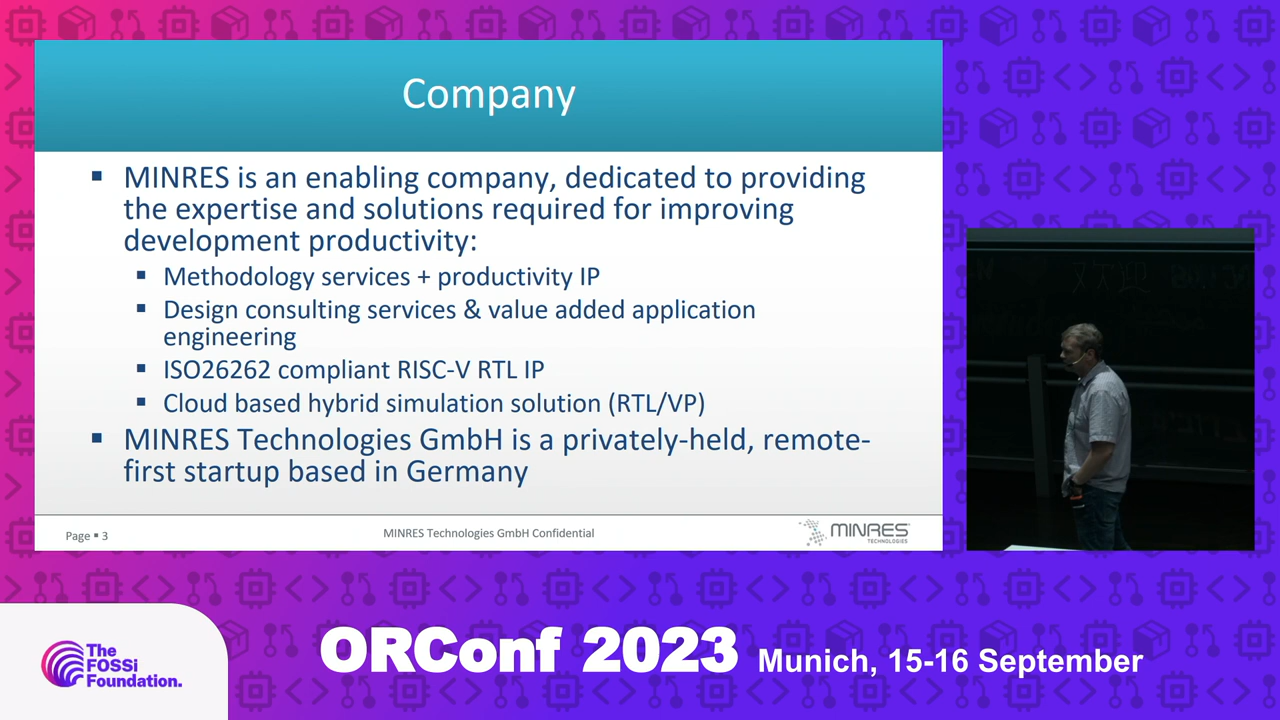 Company
▪ MINRES is an enabling company, dedicated to providing
the expertise and solutions required for improving
development productivity:
▪ Methodology services + productivity IP
▪ Design consulting services & value added application
engineering
▪ ISO26262 compliant RISC-V RTL IP
▪ Cloud based hybrid simulation solution (RTL/VP)
▪ MINRES Technologies GmbH is a privately-held, remote-
first startup based in Germany
Page ▪ 3
MINRES Technologies GmbH Confidential
MINRES
TECHNOLOGIES
The
FOSSi
Foundation.
ORConf 2023 Munich, 15-16 September